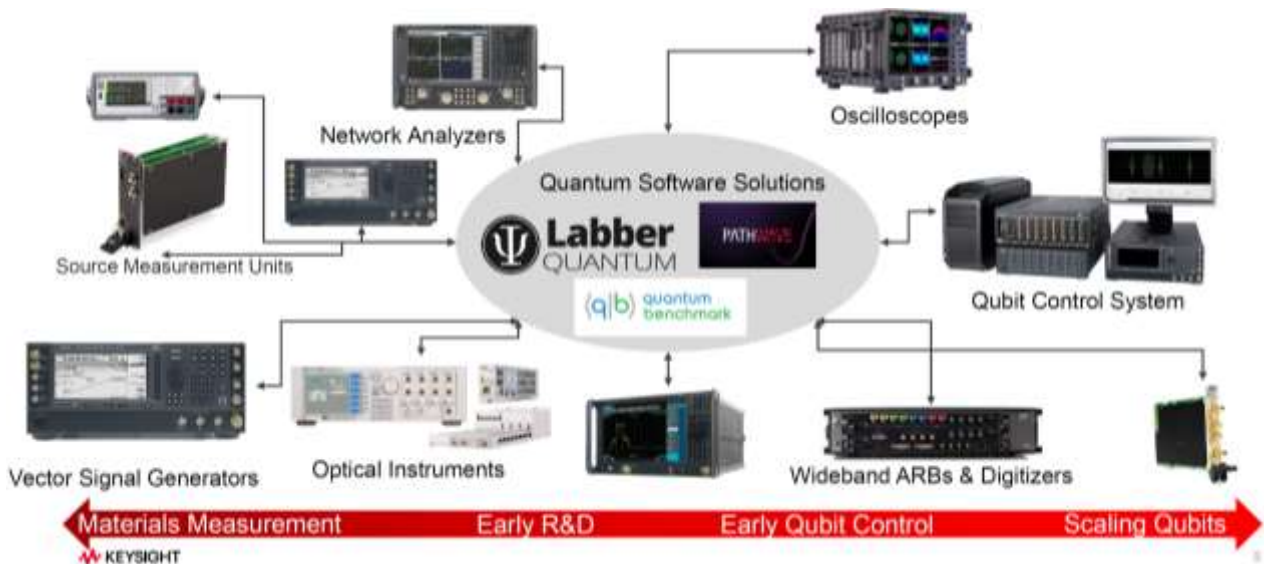 Network Analyzers
Oscilloscopes
Source Measurement Units
Quantum Software Solutions
Labber
QUANTUM
PATHWAVE
⟨q|b⟩ quantum
benchmark
Qubit Control System
Vector Signal Generators
Optical Instruments
Wideband ARBs & Digitizers
Materials Measurement
Early R&D
Early Qubit Control
Scaling Qubits
KEYSIGHT